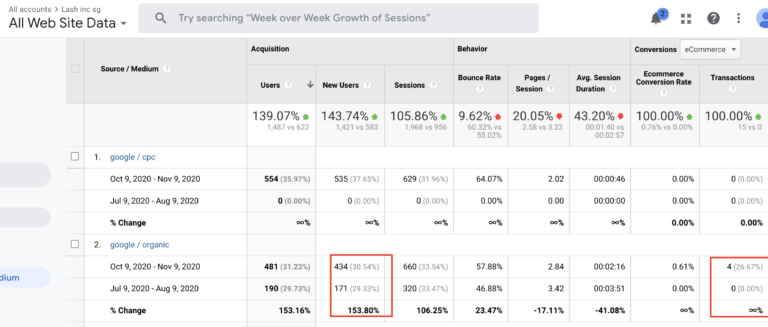 All accounts > Lash inc sg
All Web Site Data
Try searching "Week over Week Growth of Sessions"
2
Source / Medium ?
Acquisition
Behavior
Conversions eCommerce
Users ?
New Users ?
Sessions ?
Bounce Rate ?
Pages / Session ?
Avg. Session Duration ?
Ecommerce Conversion Rate ?
Transactions ?
139.07% 143.74% 105.86% 9.62% 20.05% 43.20% 100.00% 100.00%
1,487 vs 622 1,421 vs 583 1,968 vs 956 60.32% vs 55.02% 2.58 vs 3.23 00:01:40 vs 00:02:57 0.76% vs 0.00% 15 vs 0
1. google / cpc
Oct 9, 2020 - Nov 9, 2020 554 (35.97%) 535 (37.65%) 629 (31.96%) 64.07% 2.02 00:00:46 0.00% 0 (0.00%)
Jul 9, 2020 - Aug 9, 2020 0 (0.00%) 0 (0.00%) 0 (0.00%) 0.00% 0.00 00:00:00 0.00% 0 (0.00%)
% Change ∞% ∞% ∞% ∞% ∞% ∞% 0.00% 0.00%
2. google / organic
Oct 9, 2020 - Nov 9, 2020 481 (31.23%) 434 (30.54%) 660 (33.54%) 57.88% 2.84 00:02:16 0.61% 4 (26.67%)
Jul 9, 2020 - Aug 9, 2020 190 (29.73%) 171 (29.33%) 320 (33.47%) 46.88% 3.42 00:03:51 0.00% 0 (0.00%)
% Change 153.16% 153.80% 106.25% 23.47% -17.11% -41.08% ∞% ∞%
dium